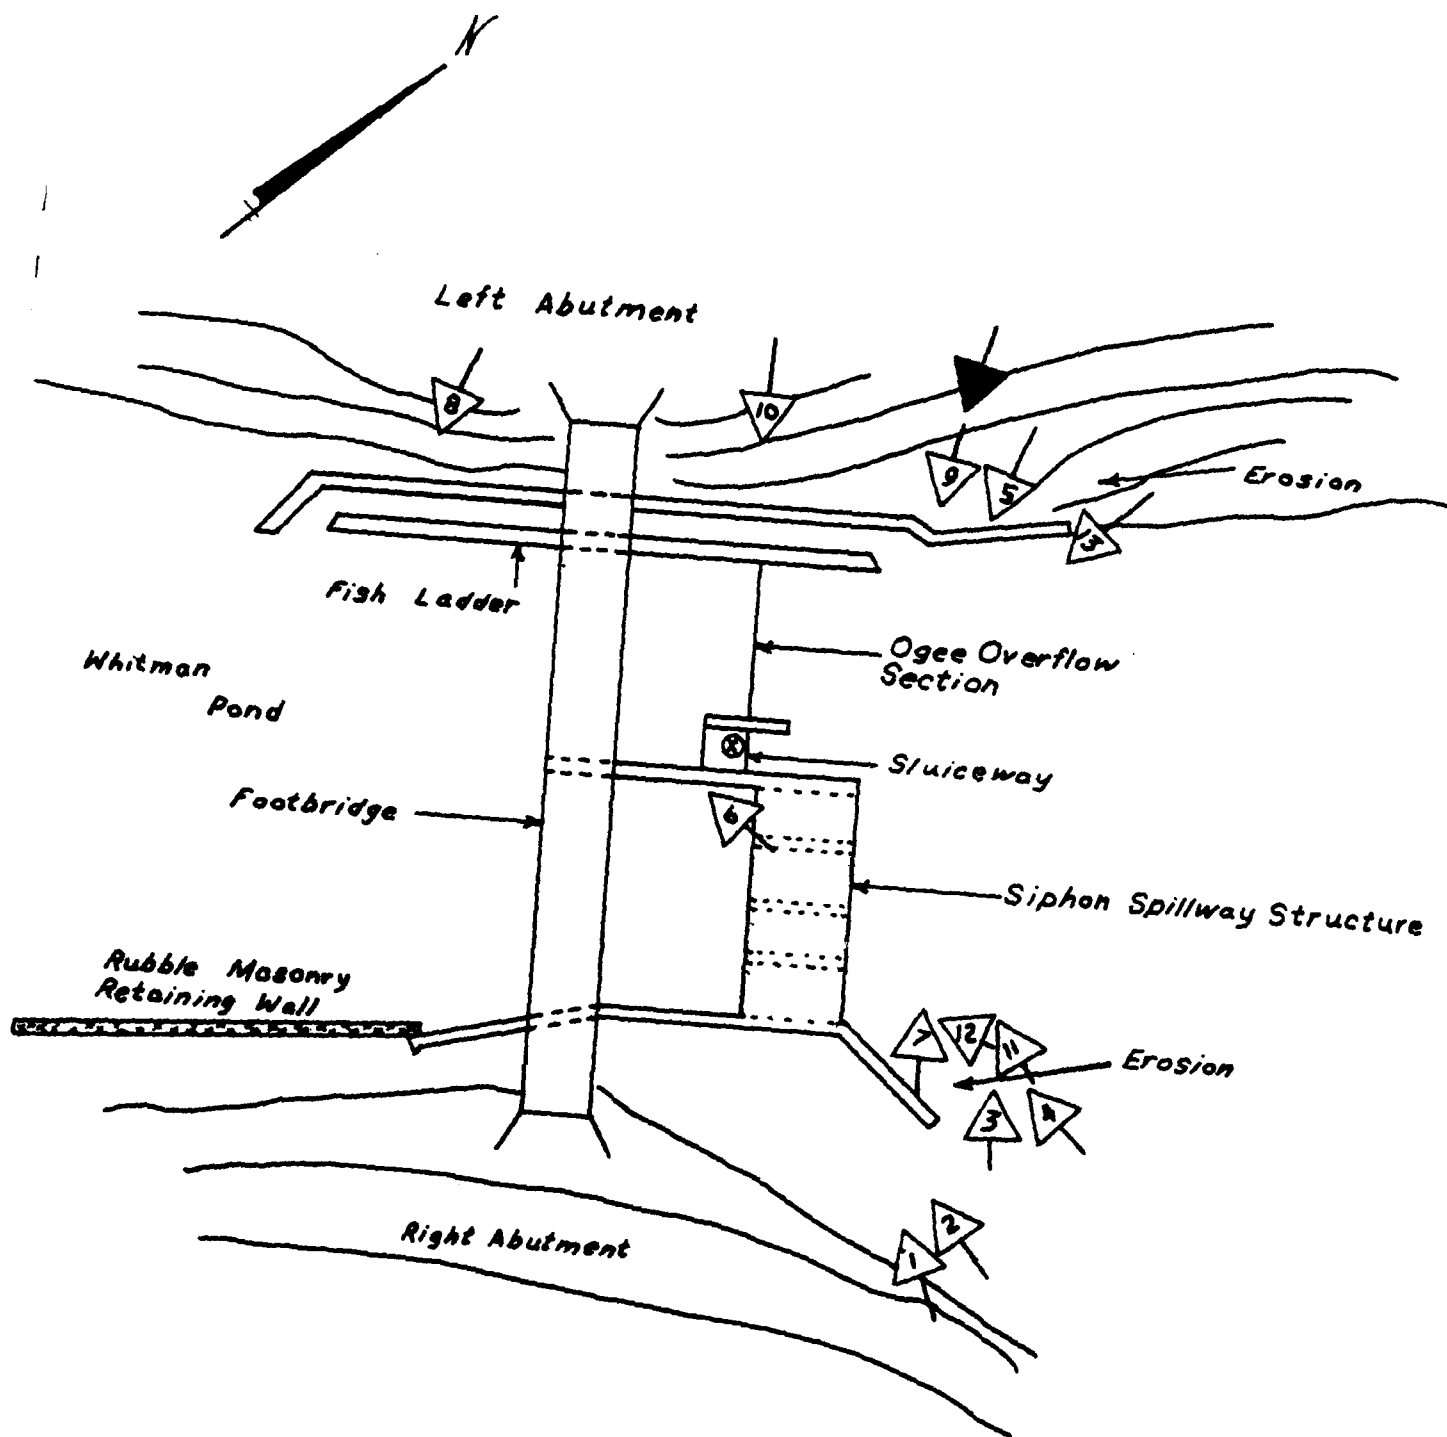 N
Left Abutment
8
10
9
5
Erosion
13
Fish Ladder
Whitman
Pond
Ogee Overflow
Section
Sluiceway
Footbridge
6
Siphon Spillway Structure
Rubble Masonry
Retaining Wall
7
12
11
Erosion
3
4
2
1
Right Abutment